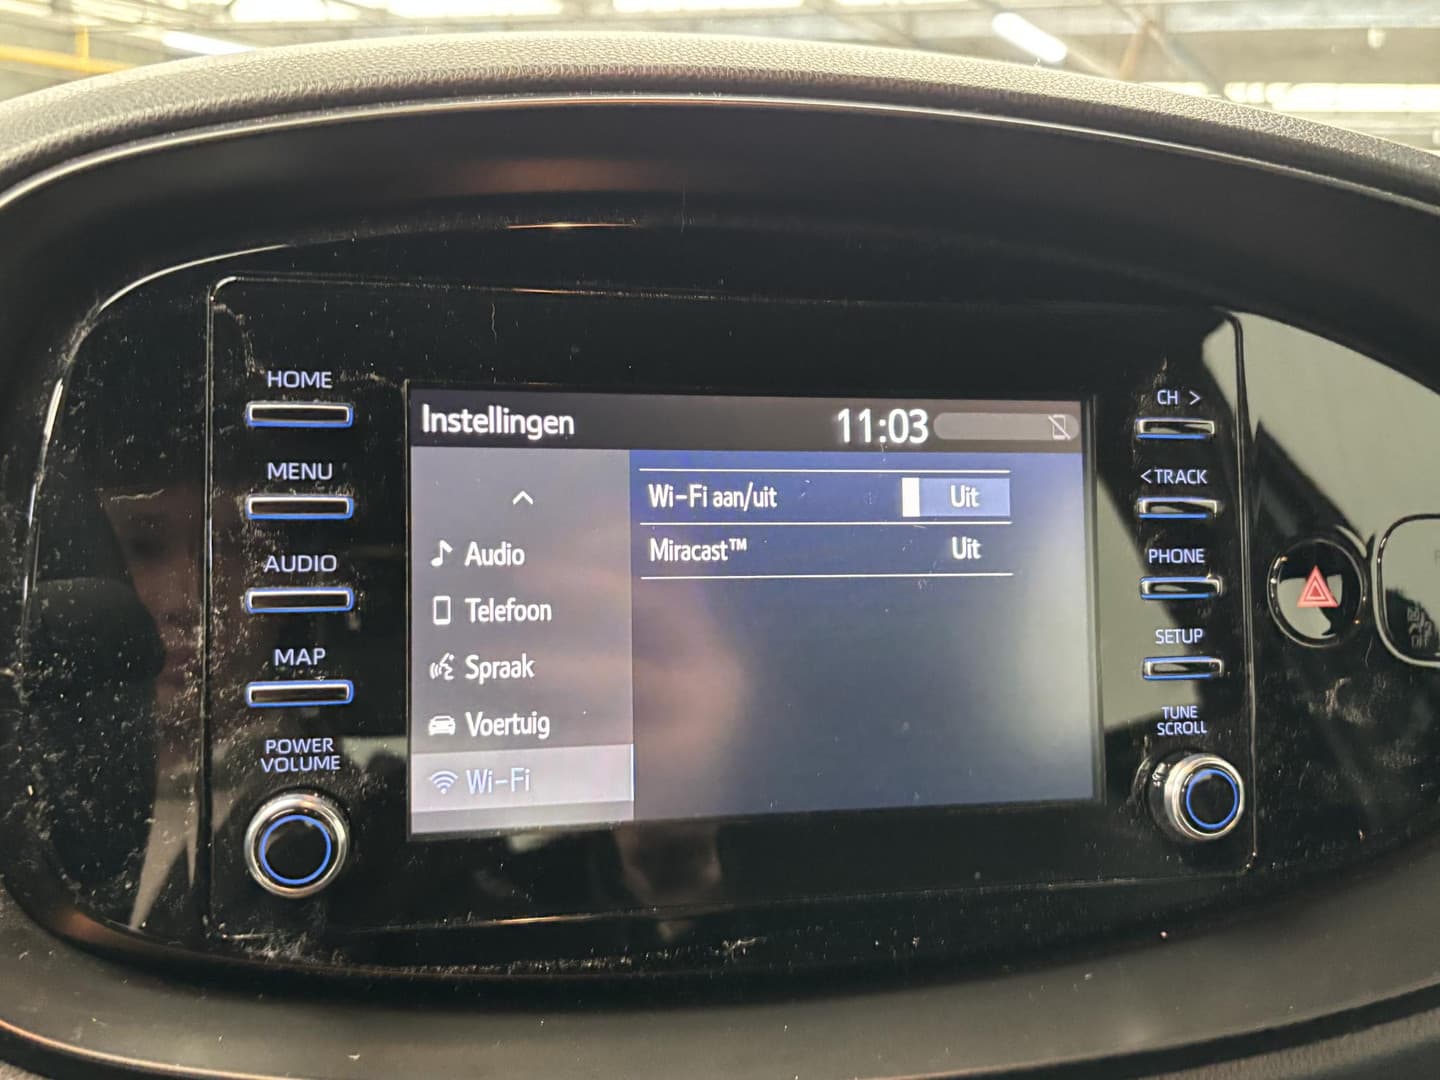 HOME
MENU
AUDIO
MAP
POWER
VOLUME
Instellingen
11:03
Audio
Telefoon
Spraak
Voertuig
Wi-Fi
Wi-Fi aan/uit
Uit
Miracast™
Uit
CH >
<TRACK
PHONE
SETUP
TUNE
SCROLL